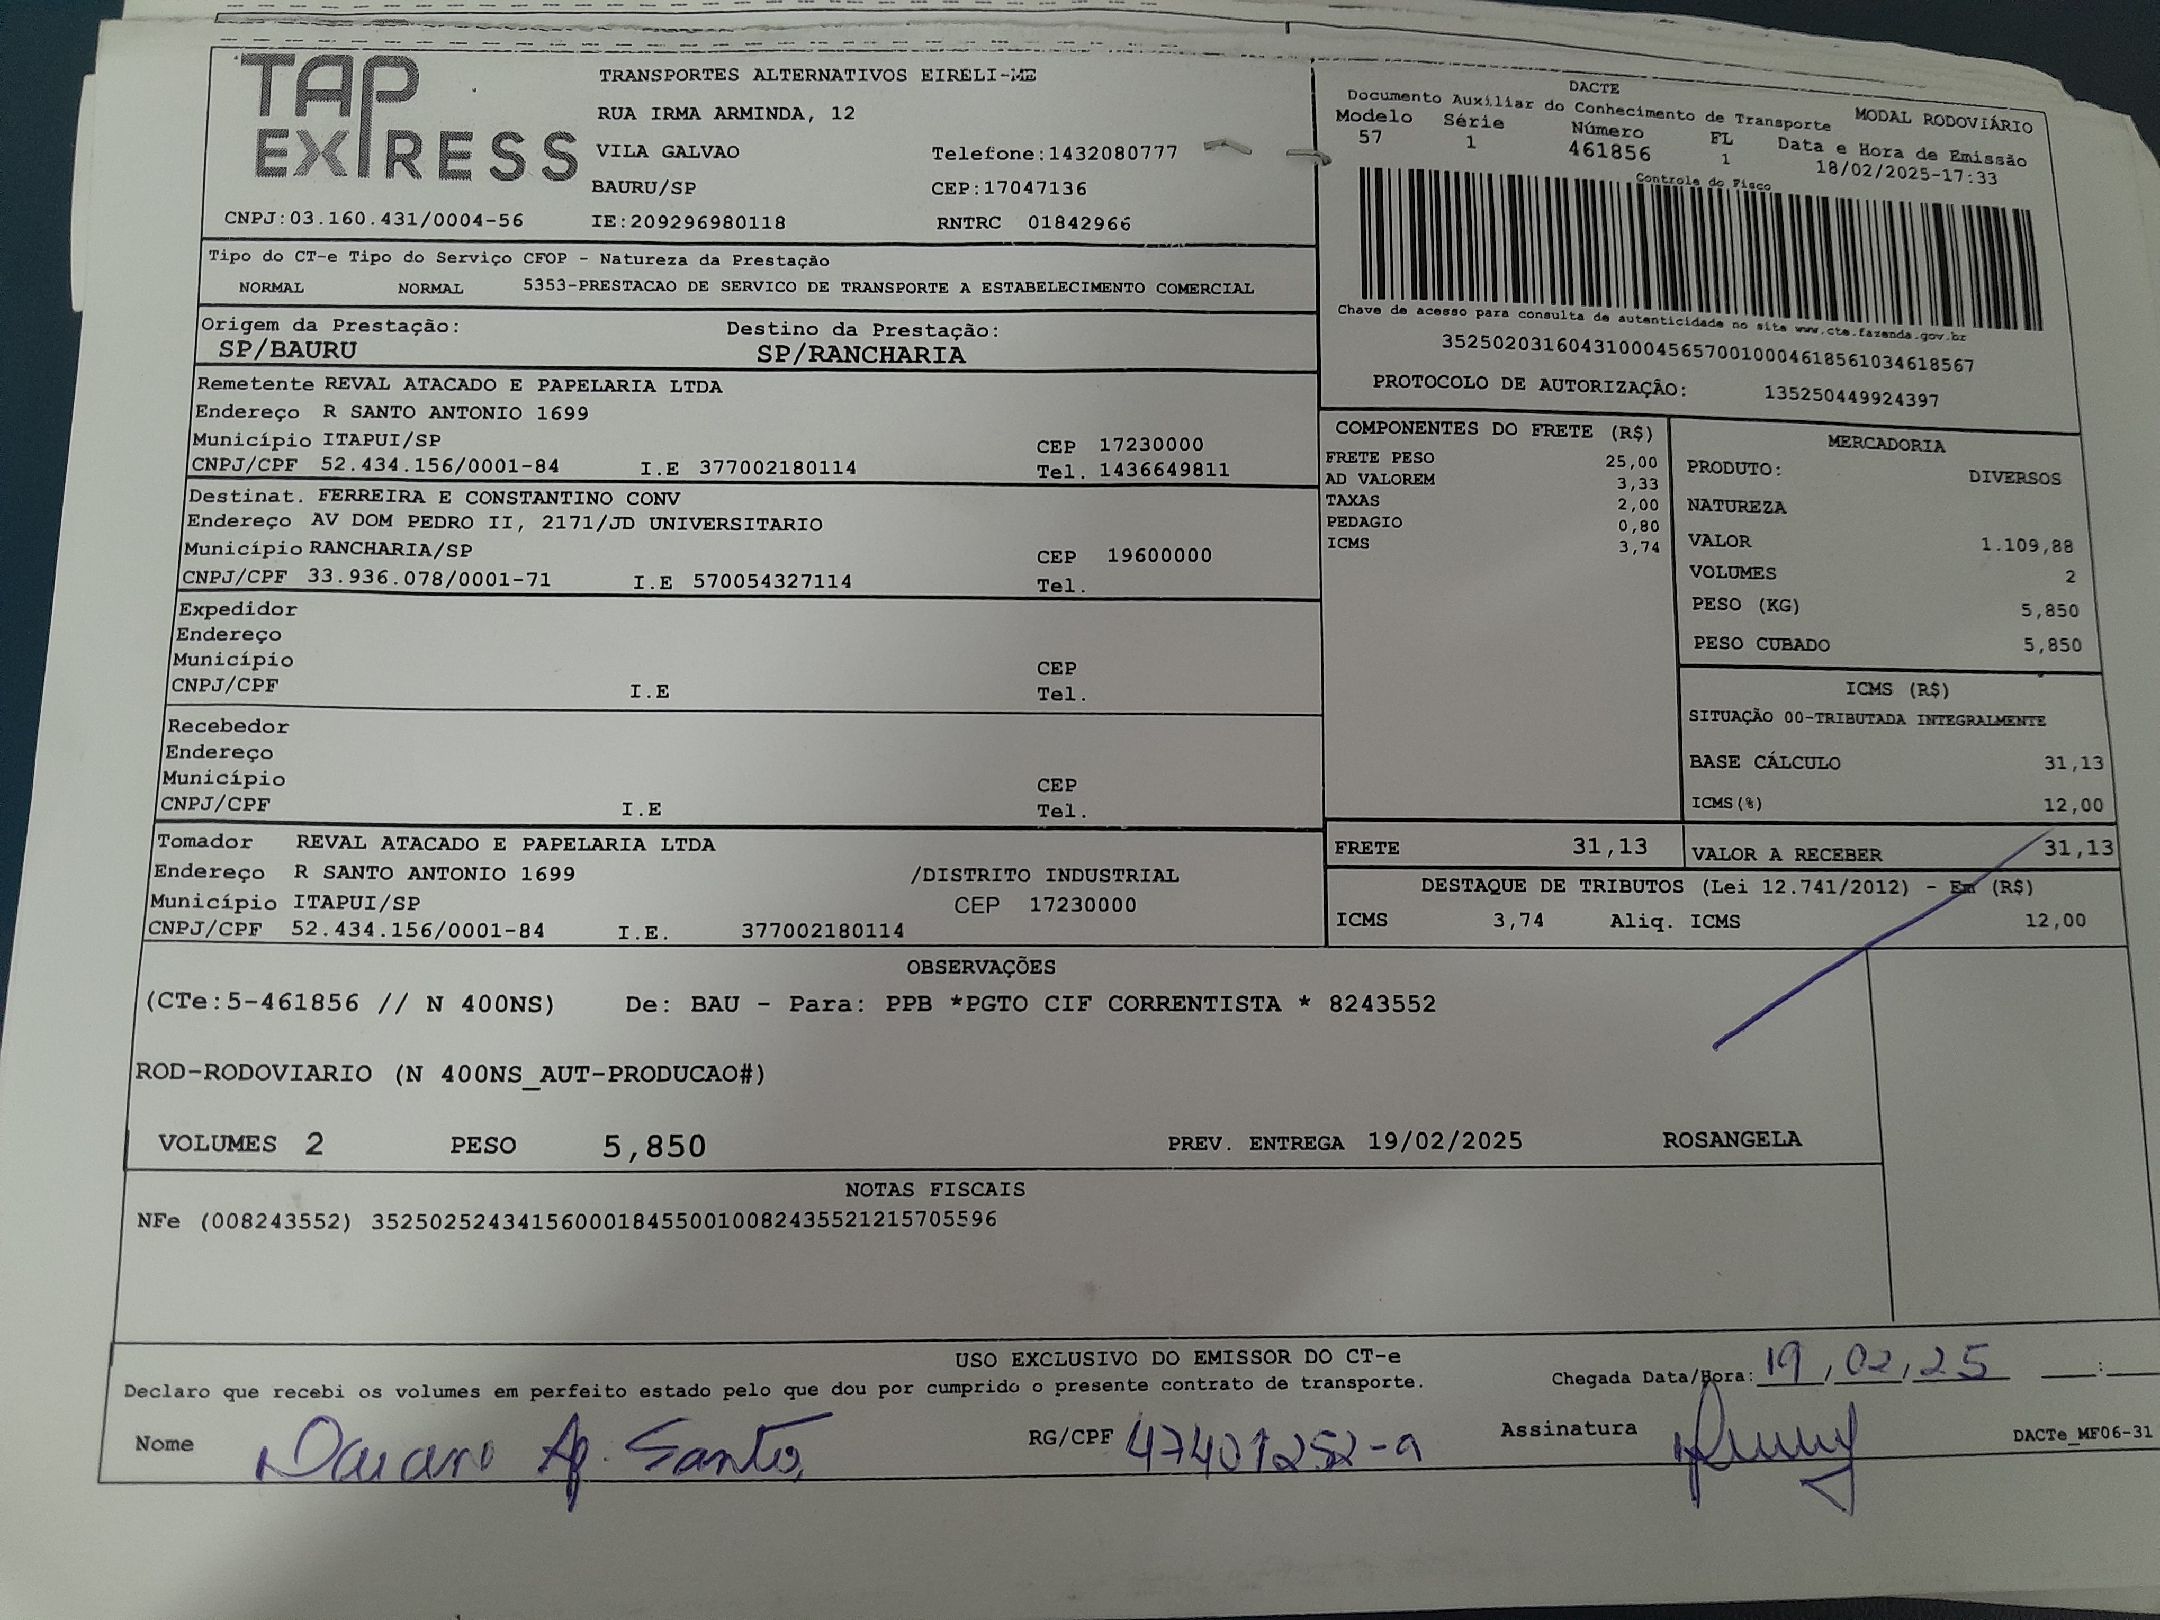 TAP
EXPRESS
TRANSPORTES ALTERNATIVOS EIRELI-ME
RUA IRMA ARMINDA, 12
VILA GALVAO Telefone:1432080777
BAURU/SP CEP:17047136
CNPJ:03.160.431/0004-56 IE:209296980118 RNTRC 01842966
DACTE
Documento Auxiliar do Conhecimento de Transporte MODAL RODOVIÁRIO
Modelo Série Número FL Data e Hora de Emissão
57 1 461856 1 18/02/2025-17:33
Controle do Fisco
Chave de acesso para consulta de autenticidade no site www.cte.fazenda.gov.br
35250203160431000456570010004618561034618567
PROTOCOLO DE AUTORIZAÇÃO: 135250449924397
Tipo do CT-e Tipo do Serviço CFOP - Natureza da Prestação
NORMAL NORMAL 5353-PRESTACAO DE SERVICO DE TRANSPORTE A ESTABELECIMENTO COMERCIAL
Origem da Prestação: Destino da Prestação:
SP/BAURU SP/RANCHARIA
Remetente REVAL ATACADO E PAPELARIA LTDA
Endereço R SANTO ANTONIO 1699
Município ITAPUI/SP CEP 17230000
CNPJ/CPF 52.434.156/0001-84 I.E 377002180114 Tel. 1436649811
Destinat. FERREIRA E CONSTANTINO CONV
Endereço AV DOM PEDRO II, 2171/JD UNIVERSITARIO
Município RANCHARIA/SP CEP 19600000
CNPJ/CPF 33.936.078/0001-71 I.E 570054327114 Tel.
Expedidor
Endereço
Município CEP
CNPJ/CPF I.E Tel.
Recebedor
Endereço
Município CEP
CNPJ/CPF I.E Tel.
Tomador REVAL ATACADO E PAPELARIA LTDA
Endereço R SANTO ANTONIO 1699 /DISTRITO INDUSTRIAL
Município ITAPUI/SP CEP 17230000
CNPJ/CPF 52.434.156/0001-84 I.E. 377002180114
COMPONENTES DO FRETE (R$)
FRETE PESO 25,00
AD VALOREM 3,33
TAXAS 2,00
PEDAGIO 0,80
ICMS 3,74
MERCADORIA
PRODUTO: DIVERSOS
NATUREZA
VALOR 1.109,88
VOLUMES 2
PESO (KG) 5,850
PESO CUBADO 5,850
ICMS (R$)
SITUAÇÃO 00-TRIBUTADA INTEGRALMENTE
BASE CÁLCULO 31,13
ICMS(%) 12,00
FRETE 31,13 VALOR A RECEBER 31,13
DESTAQUE DE TRIBUTOS (Lei 12.741/2012) - Em (R$)
ICMS 3,74 Aliq. ICMS 12,00
OBSERVAÇÕES
(CTe:5-461856 // N 400NS) De: BAU - Para: PPB *PGTO CIF CORRENTISTA * 8243552
ROD-RODOVIARIO (N 400NS_AUT-PRODUCAO#)
VOLUMES 2 PESO 5,850 PREV. ENTREGA 19/02/2025 ROSANGELA
NOTAS FISCAIS
NFe (008243552) 35250252434156000184550010082435521215705596
USO EXCLUSIVO DO EMISSOR DO CT-e
Declaro que recebi os volumes em perfeito estado pelo que dou por cumprido o presente contrato de transporte. Chegada Data/Hora: 19,02,25 :
Nome Ap. Santos RG/CPF 47401252-9 Assinatura
DACTe_MF06-31